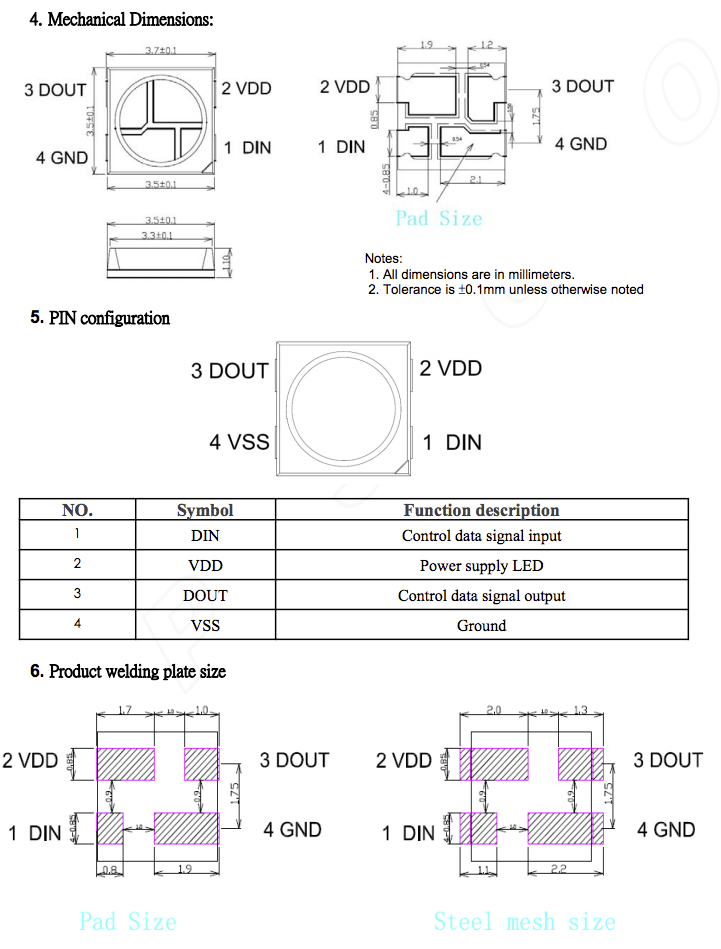 4. Mechanical Dimensions:
3.7±0.1
3 DOUT
2 VDD
3.5±0.1
4 GND
1 DIN
3.5±0.1
1.9
1.2
0.54
2 VDD
3 DOUT
0.85
1.75
1 DIN
0.54
4 GND
4-0.85
1.0
2.1
Pad Size
3.5±0.1
3.3±0.1
1.10
Notes:
1. All dimensions are in millimeters.
2. Tolerance is ±0.1mm unless otherwise noted
5. PIN configuration
3 DOUT
2 VDD
4 VSS
1 DIN
NO. Symbol Function description
1 DIN Control data signal input
2 VDD Power supply LED
3 DOUT Control data signal output
4 VSS Ground
6. Product welding plate size
1.7
1.0
1.0
2 VDD
0.85
3 DOUT
0.9
0.9
1.75
1 DIN
4-0.85
1.0
4 GND
0.8
1.9
Pad Size
2.0
1.0
1.3
2 VDD
0.85
3 DOUT
0.9
0.9
1.75
1 DIN
4-0.85
1.0
4 GND
1.1
2.2
Steel mesh size